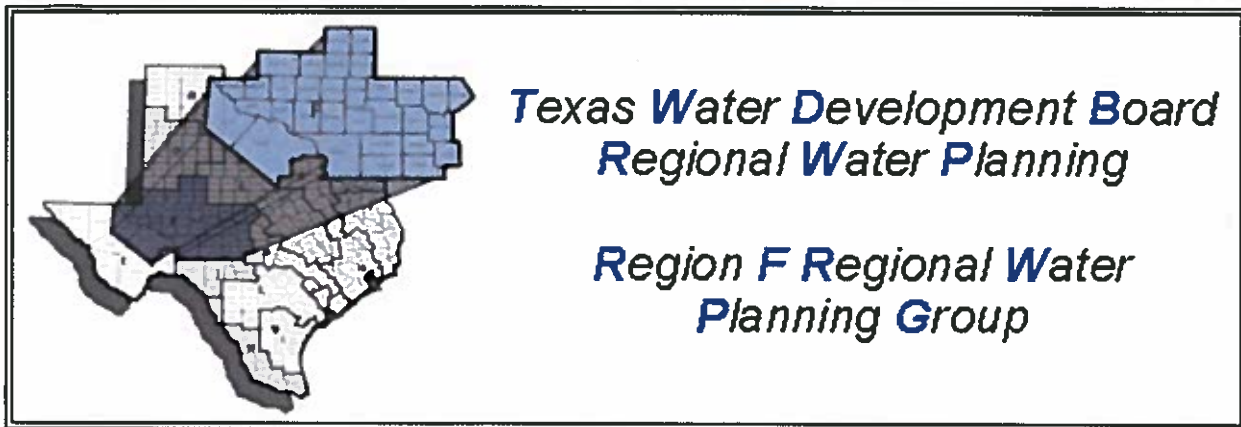 Texas Water Development Board
Regional Water Planning
Region F Regional Water
Planning Group